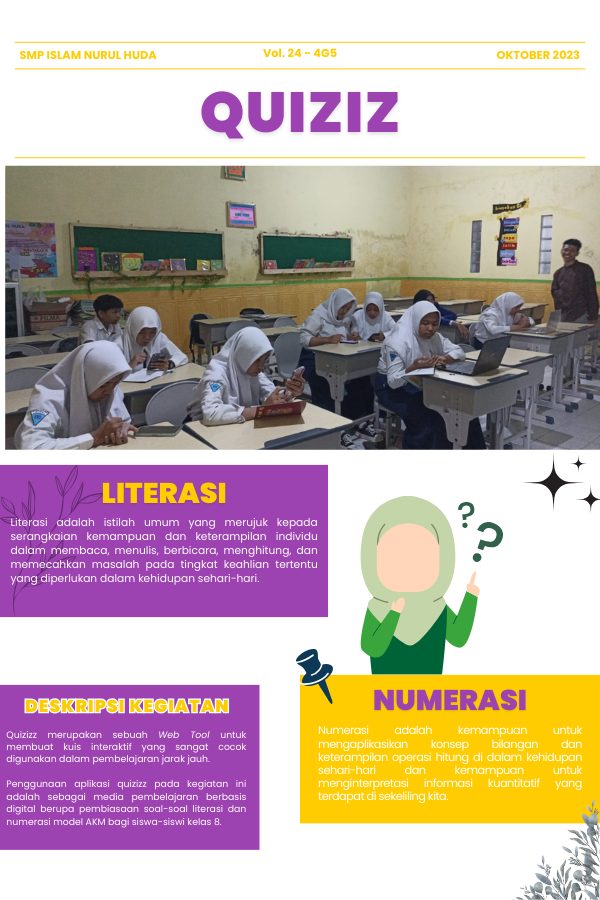 SMP ISLAM NURUL HUDA
Vol. 24 - 4G5
OKTOBER 2023
QUIZIZ
LITERASI
Literasi adalah istilah umum yang merujuk kepada
serangkaian kemampuan dan keterampilan individu
dalam membaca, menulis, berbicara, menghitung, dan
memecahkan masalah pada tingkat keahlian tertentu
yang diperlukan dalam kehidupan sehari-hari.
? ?
DESKRIPSI KEGIATAN
Quizizz merupakan sebuah Web Tool untuk
membuat kuis interaktif yang sangat cocok
digunakan dalam pembelajaran jarak jauh.
Penggunaan aplikasi quizizz pada kegiatan ini
adalah sebagai media pembelajaran berbasis
digital berupa pembiasaan soal-soal literasi dan
numerasi model AKM bagi siswa-siswi kelas 8.
NUMERASI
Numerasi adalah kemampuan untuk
mengaplikasikan konsep bilangan dan
keterampilan operasi hitung di dalam kehidupan
sehari-hari dan kemampuan untuk
menginterpretasi informasi kuantitatif yang
terdapat di sekeliling kita.